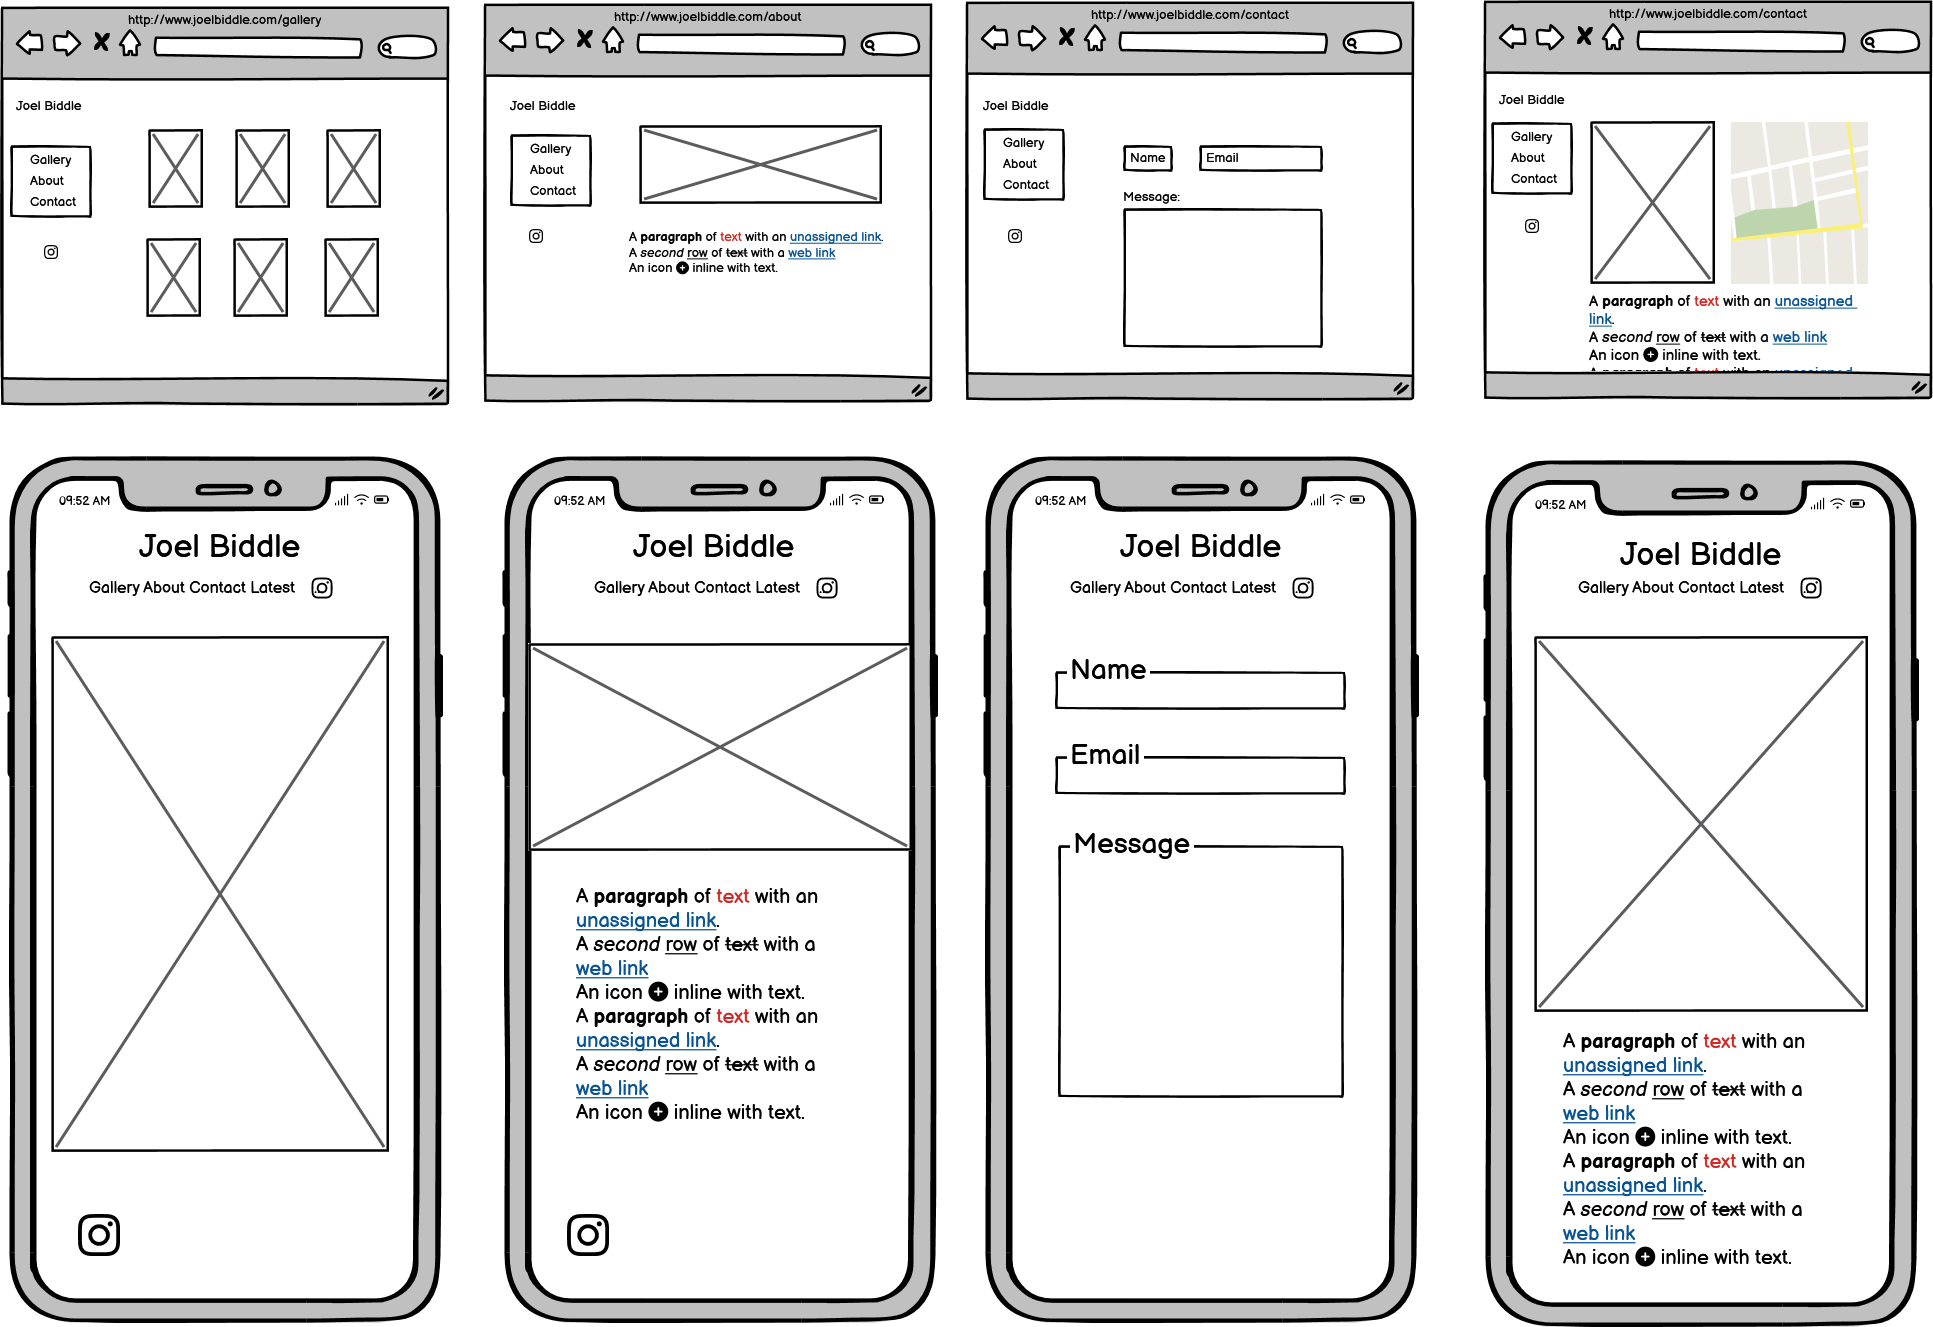 http://www.joelbiddle.com/gallery
Joel Biddle
Gallery
About
Contact
http://www.joelbiddle.com/about
Joel Biddle
Gallery
About
Contact
A paragraph of text with an unassigned link.
A second row of text with a web link
An icon inline with text.
http://www.joelbiddle.com/contact
Joel Biddle
Gallery
About
Contact
Name
Email
Message:
http://www.joelbiddle.com/contact
Joel Biddle
Gallery
About
Contact
A paragraph of text with an unassigned
link.
A second row of text with a web link
An icon inline with text.
A paragraph of text with an unassigned
09:52 AM
Joel Biddle
Gallery About Contact Latest
09:52 AM
Joel Biddle
Gallery About Contact Latest
A paragraph of text with an
unassigned link.
A second row of text with a
web link
An icon inline with text.
A paragraph of text with an
unassigned link.
A second row of text with a
web link
An icon inline with text.
09:52 AM
Joel Biddle
Gallery About Contact Latest
Name
Email
Message
09:52 AM
Joel Biddle
Gallery About Contact Latest
A paragraph of text with an
unassigned link.
A second row of text with a
web link
An icon inline with text.
A paragraph of text with an
unassigned link.
A second row of text with a
web link
An icon inline with text.